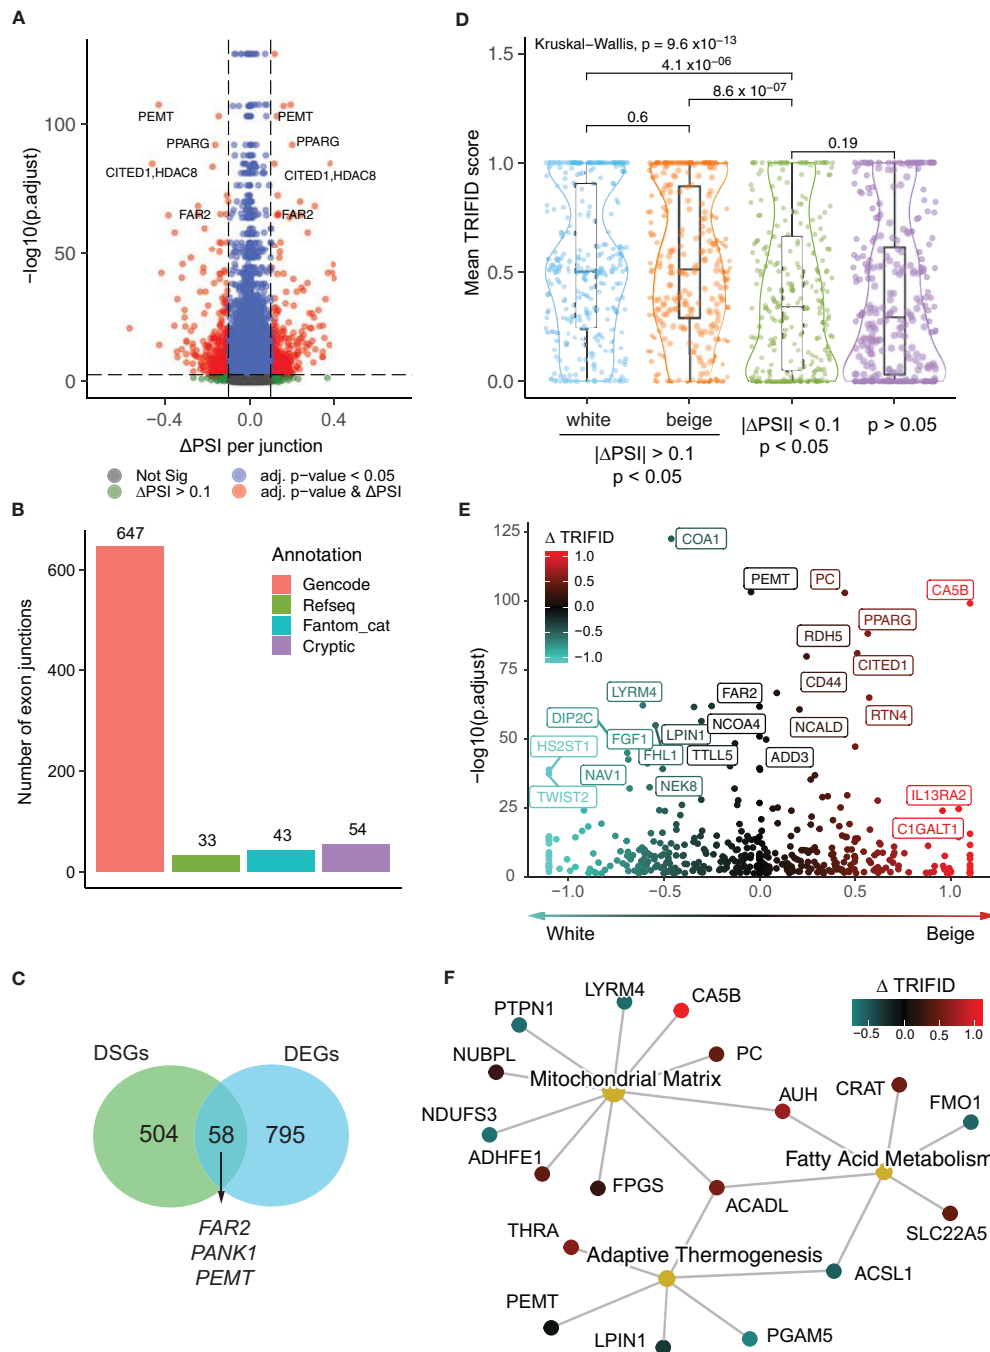 A
−log10(p.adjust)
100
50
0
PEMT
PEMT
PPARG
PPARG
CITED1,HDAC8
CITED1,HDAC8
FAR2
FAR2
−0.4
0.0
0.4
ΔPSI per junction
Not Sig
adj. p-value < 0.05
ΔPSI > 0.1
adj. p-value & ΔPSI
B
Number of exon junctions
600
400
200
0
647
33
43
54
Annotation
Gencode
Refseq
Fantom_cat
Cryptic
C
DSGs
DEGs
504
58
795
FAR2
PANK1
PEMT
D
Mean TRIFID score
1.5
1.0
0.5
0.0
Kruskal−Wallis, p = 9.6 x10−13
4.1 x10−06
8.6 x 10−07
0.6
0.19
white
beige
|ΔPSI| > 0.1
p < 0.05
|ΔPSI| < 0.1
p < 0.05
p > 0.05
E
−log10(p.adjust)
125
100
75
50
25
0
Δ TRIFID
1.0
0.5
0.0
−0.5
−1.0
COA1
PEMT
PC
CA5B
PPARG
RDH5
CITED1
CD44
LYRM4
FAR2
RTN4
DIP2C
NCOA4
NCALD
FGF1
LPIN1
HS2ST1
FHL1
TTLL5
ADD3
NAV1
NEK8
TWIST2
IL13RA2
C1GALT1
−1.0
−0.5
0.0
0.5
1.0
White
Beige
F
Δ TRIFID
−0.5
0.0
0.5
1.0
LYRM4
CA5B
PTPN1
NUBPL
PC
Mitochondrial Matrix
NDUFS3
AUH
CRAT
FMO1
ADHFE1
FPGS
Fatty Acid Metabolism
ACADL
SLC22A5
THRA
Adaptive Thermogenesis
ACSL1
PEMT
LPIN1
PGAM5